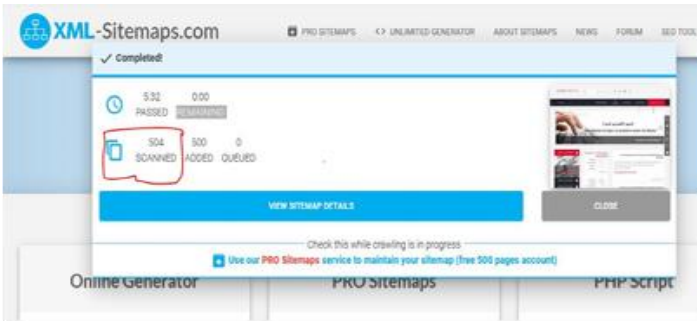 XML-Sitemaps.com
PRO SITEMAPS <> UNLIMITED GENERATOR ABOUT SITEMAPS NEWS FORUM SEO TOOL
✓ Completed!
5:32 0:00
PASSED REMAINING
504 500 0
SCANNED ADDED QUEUED
VIEW SITEMAP DETAILS
CLOSE
Check this while crawling is in progress
Use our PRO Sitemaps service to maintain your sitemap (free 500 pages account)
Online Generator PRO Sitemaps PHP Script